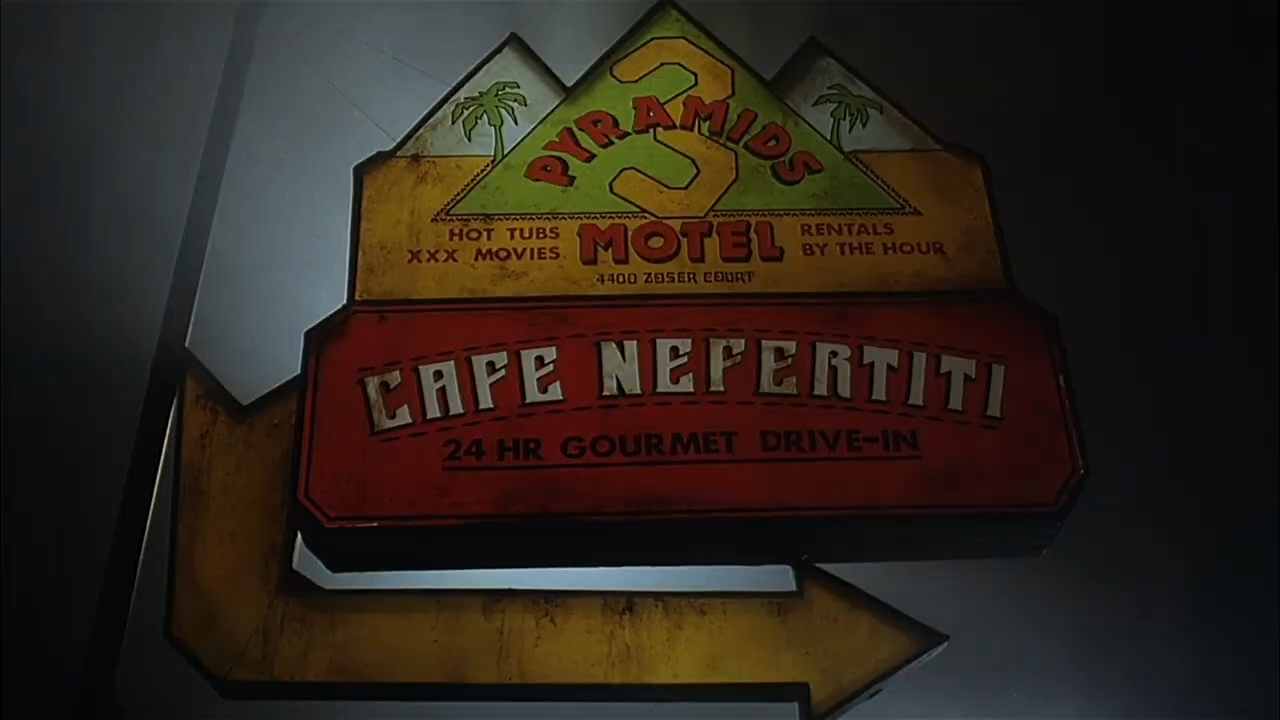 3
PYRAMIDS
MOTEL
HOT TUBS
XXX MOVIES
RENTALS
BY THE HOUR
4400 ZOSER COURT
CAFE NEFERTITI
24 HR GOURMET DRIVE-IN